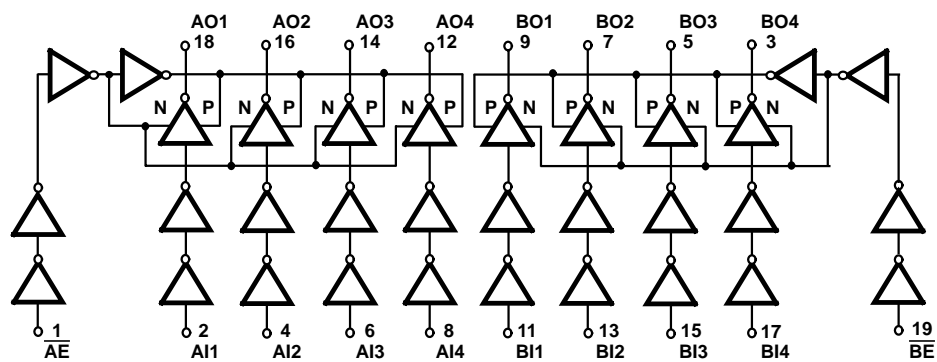 AO1 AO2 AO3 AO4 BO1 BO2 BO3 BO4
18 16 14 12 9 7 5 3
N P N P N P N P P N P N P N P N
1 2 4 6 8 11 13 15 17 19
AE AI1 AI2 AI3 AI4 BI1 BI2 BI3 BI4 BE